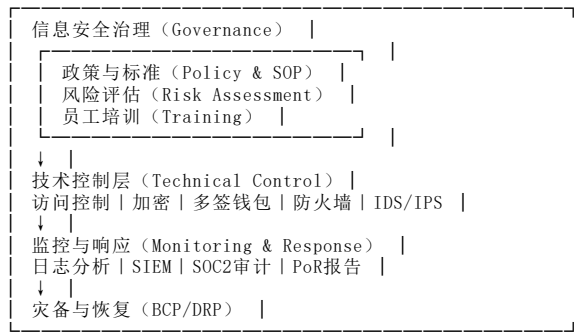 信息安全治理（Governance）
政策与标准（Policy & SOP）
风险评估（Risk Assessment）
员工培训（Training）
↓
技术控制层（Technical Control）
访问控制｜加密｜多签钱包｜防火墙｜IDS/IPS
↓
监控与响应（Monitoring & Response）
日志分析｜SIEM｜SOC2审计｜PoR报告
↓
灾备与恢复（BCP/DRP）